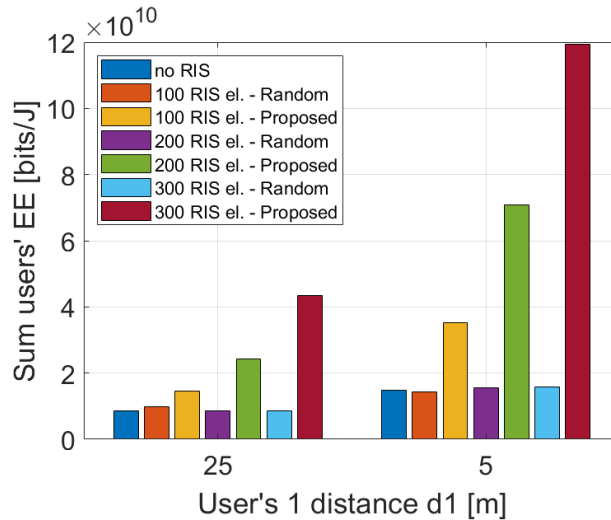 ×10^10
12
10
8
6
4
2
0
Sum users' EE [bits/J]
no RIS
100 RIS el. - Random
100 RIS el. - Proposed
200 RIS el. - Random
200 RIS el. - Proposed
300 RIS el. - Random
300 RIS el. - Proposed
25 5
User's 1 distance d1 [m]